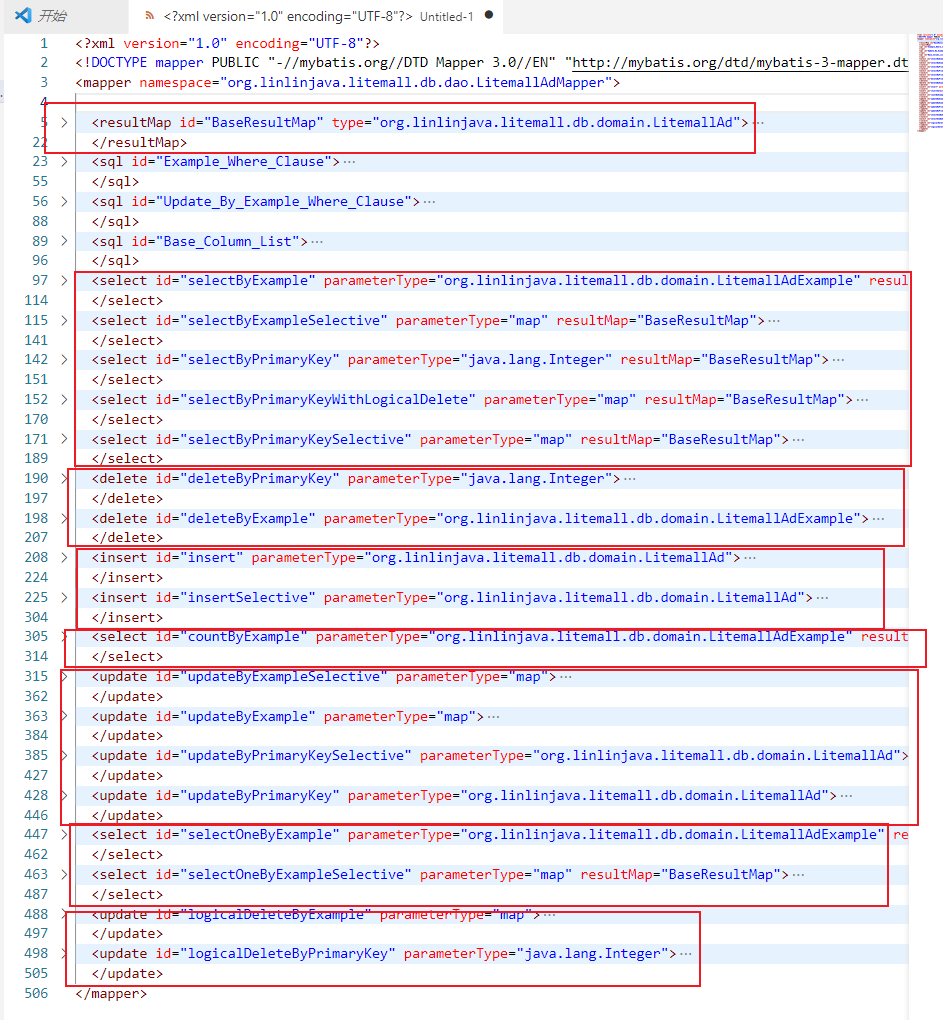 开始
<?xml version="1.0" encoding="UTF-8"?> Untitled-1
1 <?xml version="1.0" encoding="UTF-8"?>
2 <!DOCTYPE mapper PUBLIC "-//mybatis.org//DTD Mapper 3.0//EN" "http://mybatis.org/dtd/mybatis-3-mapper.dt
3 <mapper namespace="org.linlinjava.litemall.db.dao.LitemallAdMapper">
4
5 <resultMap id="BaseResultMap" type="org.linlinjava.litemall.db.domain.LitemallAd">···
22 </resultMap>
23 <sql id="Example_Where_Clause">···
55 </sql>
56 <sql id="Update_By_Example_Where_Clause">···
88 </sql>
89 <sql id="Base_Column_List">···
96 </sql>
97 <select id="selectByExample" parameterType="org.linlinjava.litemall.db.domain.LitemallAdExample" resul
114 </select>
115 <select id="selectByExampleSelective" parameterType="map" resultMap="BaseResultMap">···
141 </select>
142 <select id="selectByPrimaryKey" parameterType="java.lang.Integer" resultMap="BaseResultMap">···
151 </select>
152 <select id="selectByPrimaryKeyWithLogicalDelete" parameterType="map" resultMap="BaseResultMap">···
170 </select>
171 <select id="selectByPrimaryKeySelective" parameterType="map" resultMap="BaseResultMap">···
189 </select>
190 <delete id="deleteByPrimaryKey" parameterType="java.lang.Integer">···
197 </delete>
198 <delete id="deleteByExample" parameterType="org.linlinjava.litemall.db.domain.LitemallAdExample">···
207 </delete>
208 <insert id="insert" parameterType="org.linlinjava.litemall.db.domain.LitemallAd">···
224 </insert>
225 <insert id="insertSelective" parameterType="org.linlinjava.litemall.db.domain.LitemallAd">···
304 </insert>
305 <select id="countByExample" parameterType="org.linlinjava.litemall.db.domain.LitemallAdExample" result
314 </select>
315 <update id="updateByExampleSelective" parameterType="map">···
362 </update>
363 <update id="updateByExample" parameterType="map">···
384 </update>
385 <update id="updateByPrimaryKeySelective" parameterType="org.linlinjava.litemall.db.domain.LitemallAd">
427 </update>
428 <update id="updateByPrimaryKey" parameterType="org.linlinjava.litemall.db.domain.LitemallAd">···
446 </update>
447 <select id="selectOneByExample" parameterType="org.linlinjava.litemall.db.domain.LitemallAdExample" re
462 </select>
463 <select id="selectOneByExampleSelective" parameterType="map" resultMap="BaseResultMap">···
487 </select>
488 <update id="logicalDeleteByExample" parameterType="map">···
497 </update>
498 <update id="logicalDeleteByPrimaryKey" parameterType="java.lang.Integer">···
505 </update>
506 </mapper>